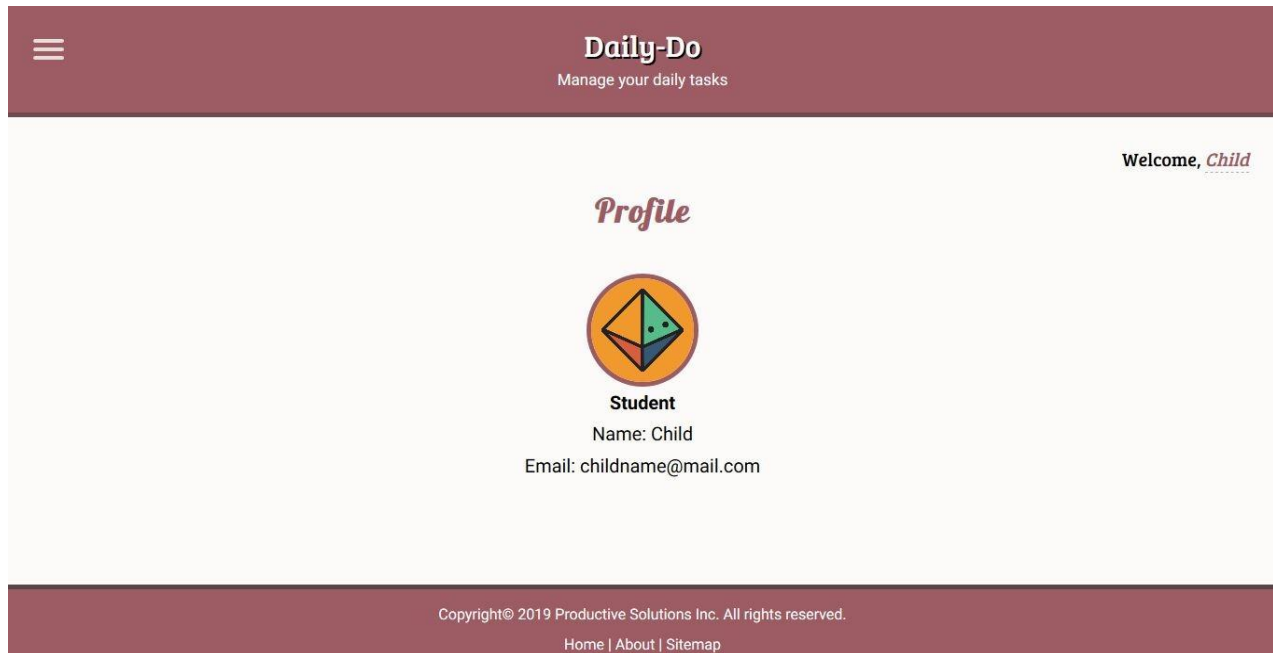 Daily-Do
Manage your daily tasks
Welcome, Child
Profile
Student
Name: Child
Email: childname@mail.com
Copyright© 2019 Productive Solutions Inc. All rights reserved.
Home | About | Sitemap